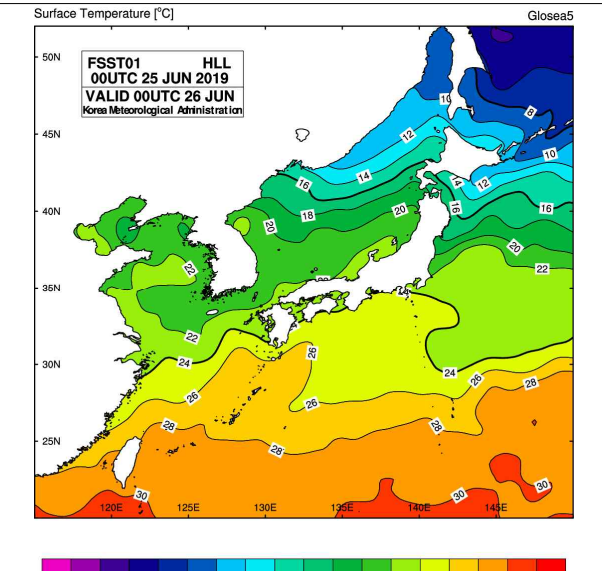 Surface Temperature [°C] Glosea5
FSST01 HLL
00UTC 25 JUN 2019
VALID 00UTC 26 JUN
Korea Meteorological Administration
50N
45N
40N
35N
30N
25N
10
8
12
10
14
16
14
12
16
18
20
16
20
20
22
22
22
24
26
24
26
26
26
28
28
28
28
30
30
30
120E 125E 130E 135E 140E 145E